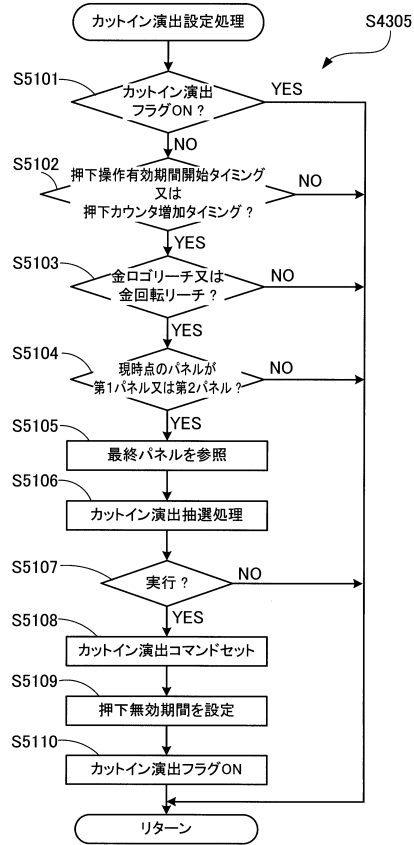 カットイン演出設定処理
S4305
S5101
カットイン演出
フラグON？
YES
NO
S5102
押下操作有効期間開始タイミング
又は
押下カウンタ増加タイミング？
NO
YES
S5103
金ロゴリーチ又は
金回転リーチ？
NO
YES
S5104
現時点のパネルが
第1パネル又は第2パネル？
NO
YES
S5105
最終パネルを参照
S5106
カットイン演出抽選処理
S5107
実行？
NO
YES
S5108
カットイン演出コマンドセット
S5109
押下無効期間を設定
S5110
カットイン演出フラグON
リターン